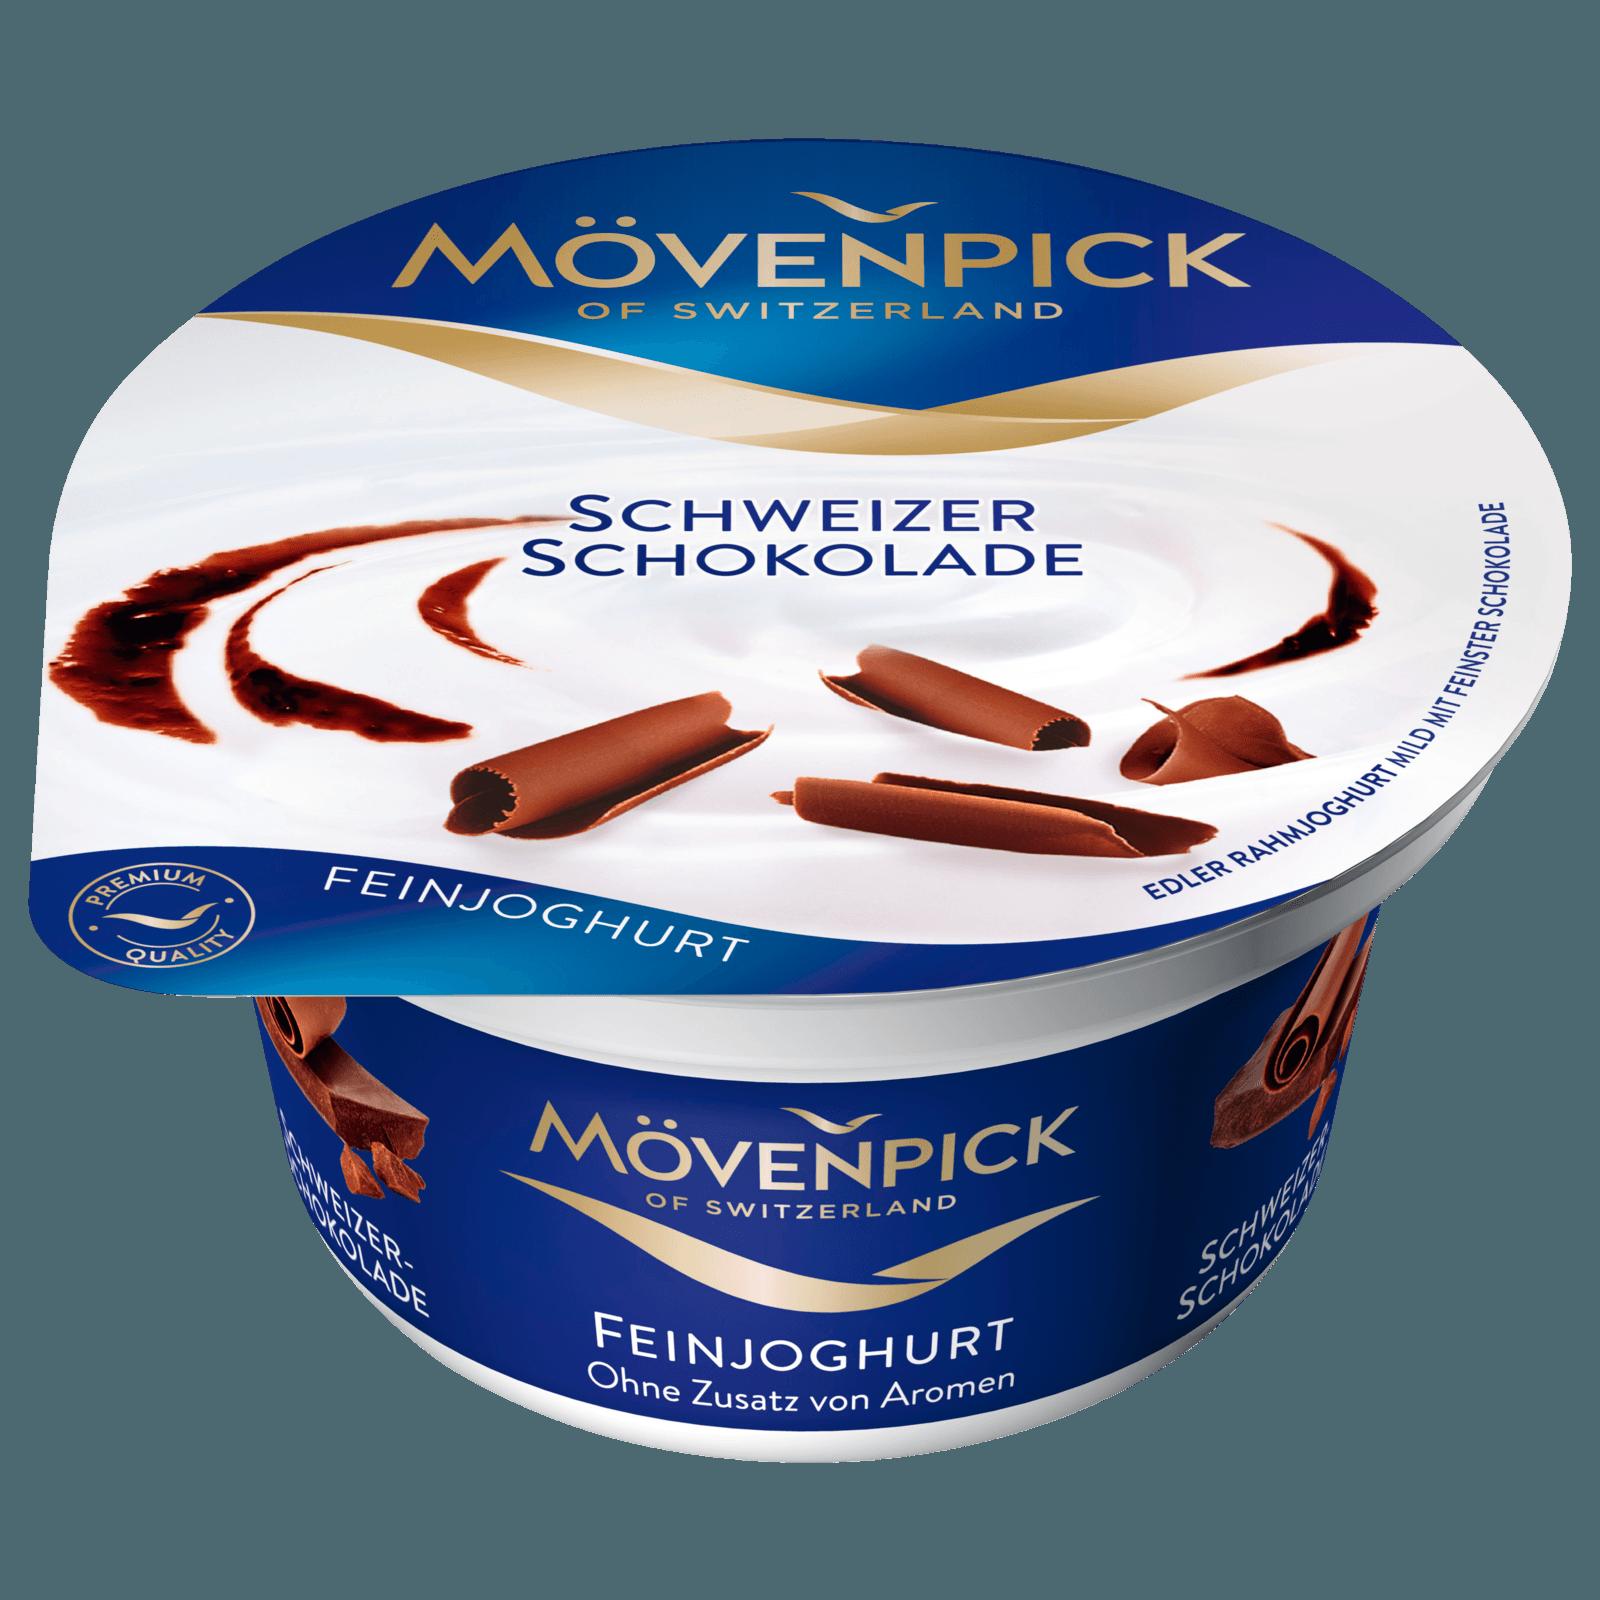 MÖVENPICK
OF SWITZERLAND
SCHWEIZER
SCHOKOLADE
EDLER RAHMJOGHURT MILD MIT FEINSTER SCHOKOLADE
PREMIUM
QUALITY
FEINJOGHURT
SCHWEIZER-
SCHOKOLADE
MÖVENPICK
OF SWITZERLAND
FEINJOGHURT
Ohne Zusatz von Aromen
SCHWEIZER-
SCHOKOLADE